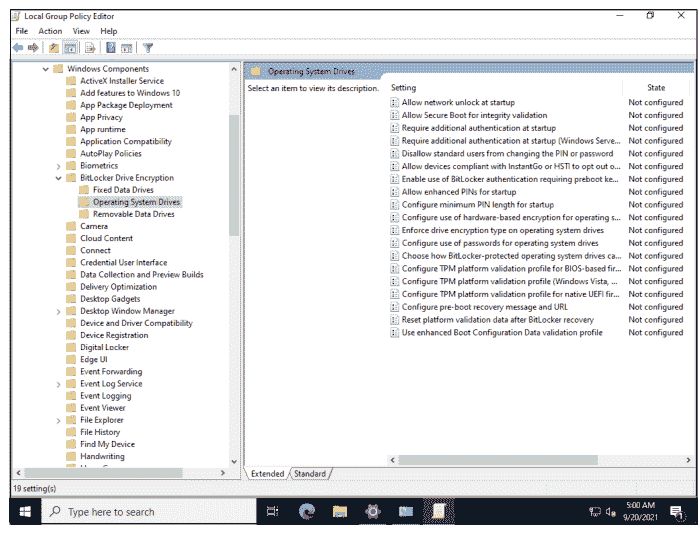 Local Group Policy Editor
File Action View Help
Windows Components
ActiveX Installer Service
Add features to Windows 10
App Package Deployment
App Privacy
App runtime
Application Compatibility
AutoPlay Policies
Biometrics
BitLocker Drive Encryption
Fixed Data Drives
Operating System Drives
Removable Data Drives
Camera
Cloud Content
Connect
Credential User Interface
Data Collection and Preview Builds
Delivery Optimization
Desktop Gadgets
Desktop Window Manager
Device and Driver Compatibility
Device Registration
Digital Locker
Edge UI
Event Forwarding
Event Log Service
Event Logging
Event Viewer
File Explorer
File History
Find My Device
Handwriting
Operating System Drives
Select an item to view its description.
Setting State
Allow network unlock at startup Not configured
Allow Secure Boot for integrity validation Not configured
Require additional authentication at startup Not configured
Require additional authentication at startup (Windows Serve... Not configured
Disallow standard users from changing the PIN or password Not configured
Allow devices compliant with InstantGo or HSTI to opt out o... Not configured
Enable use of BitLocker authentication requiring preboot ke... Not configured
Allow enhanced PINs for startup Not configured
Configure minimum PIN length for startup Not configured
Configure use of hardware-based encryption for operating s... Not configured
Enforce drive encryption type on operating system drives Not configured
Configure use of passwords for operating system drives Not configured
Choose how BitLocker-protected operating system drives ca... Not configured
Configure TPM platform validation profile for BIOS-based fir... Not configured
Configure TPM platform validation profile (Windows Vista, ... Not configured
Configure TPM platform validation profile for native UEFI fir... Not configured
Configure pre-boot recovery message and URL Not configured
Reset platform validation data after BitLocker recovery Not configured
Use enhanced Boot Configuration Data validation profile Not configured
Extended Standard
19 setting(s)
Type here to search
5:00 AM
9/20/2021